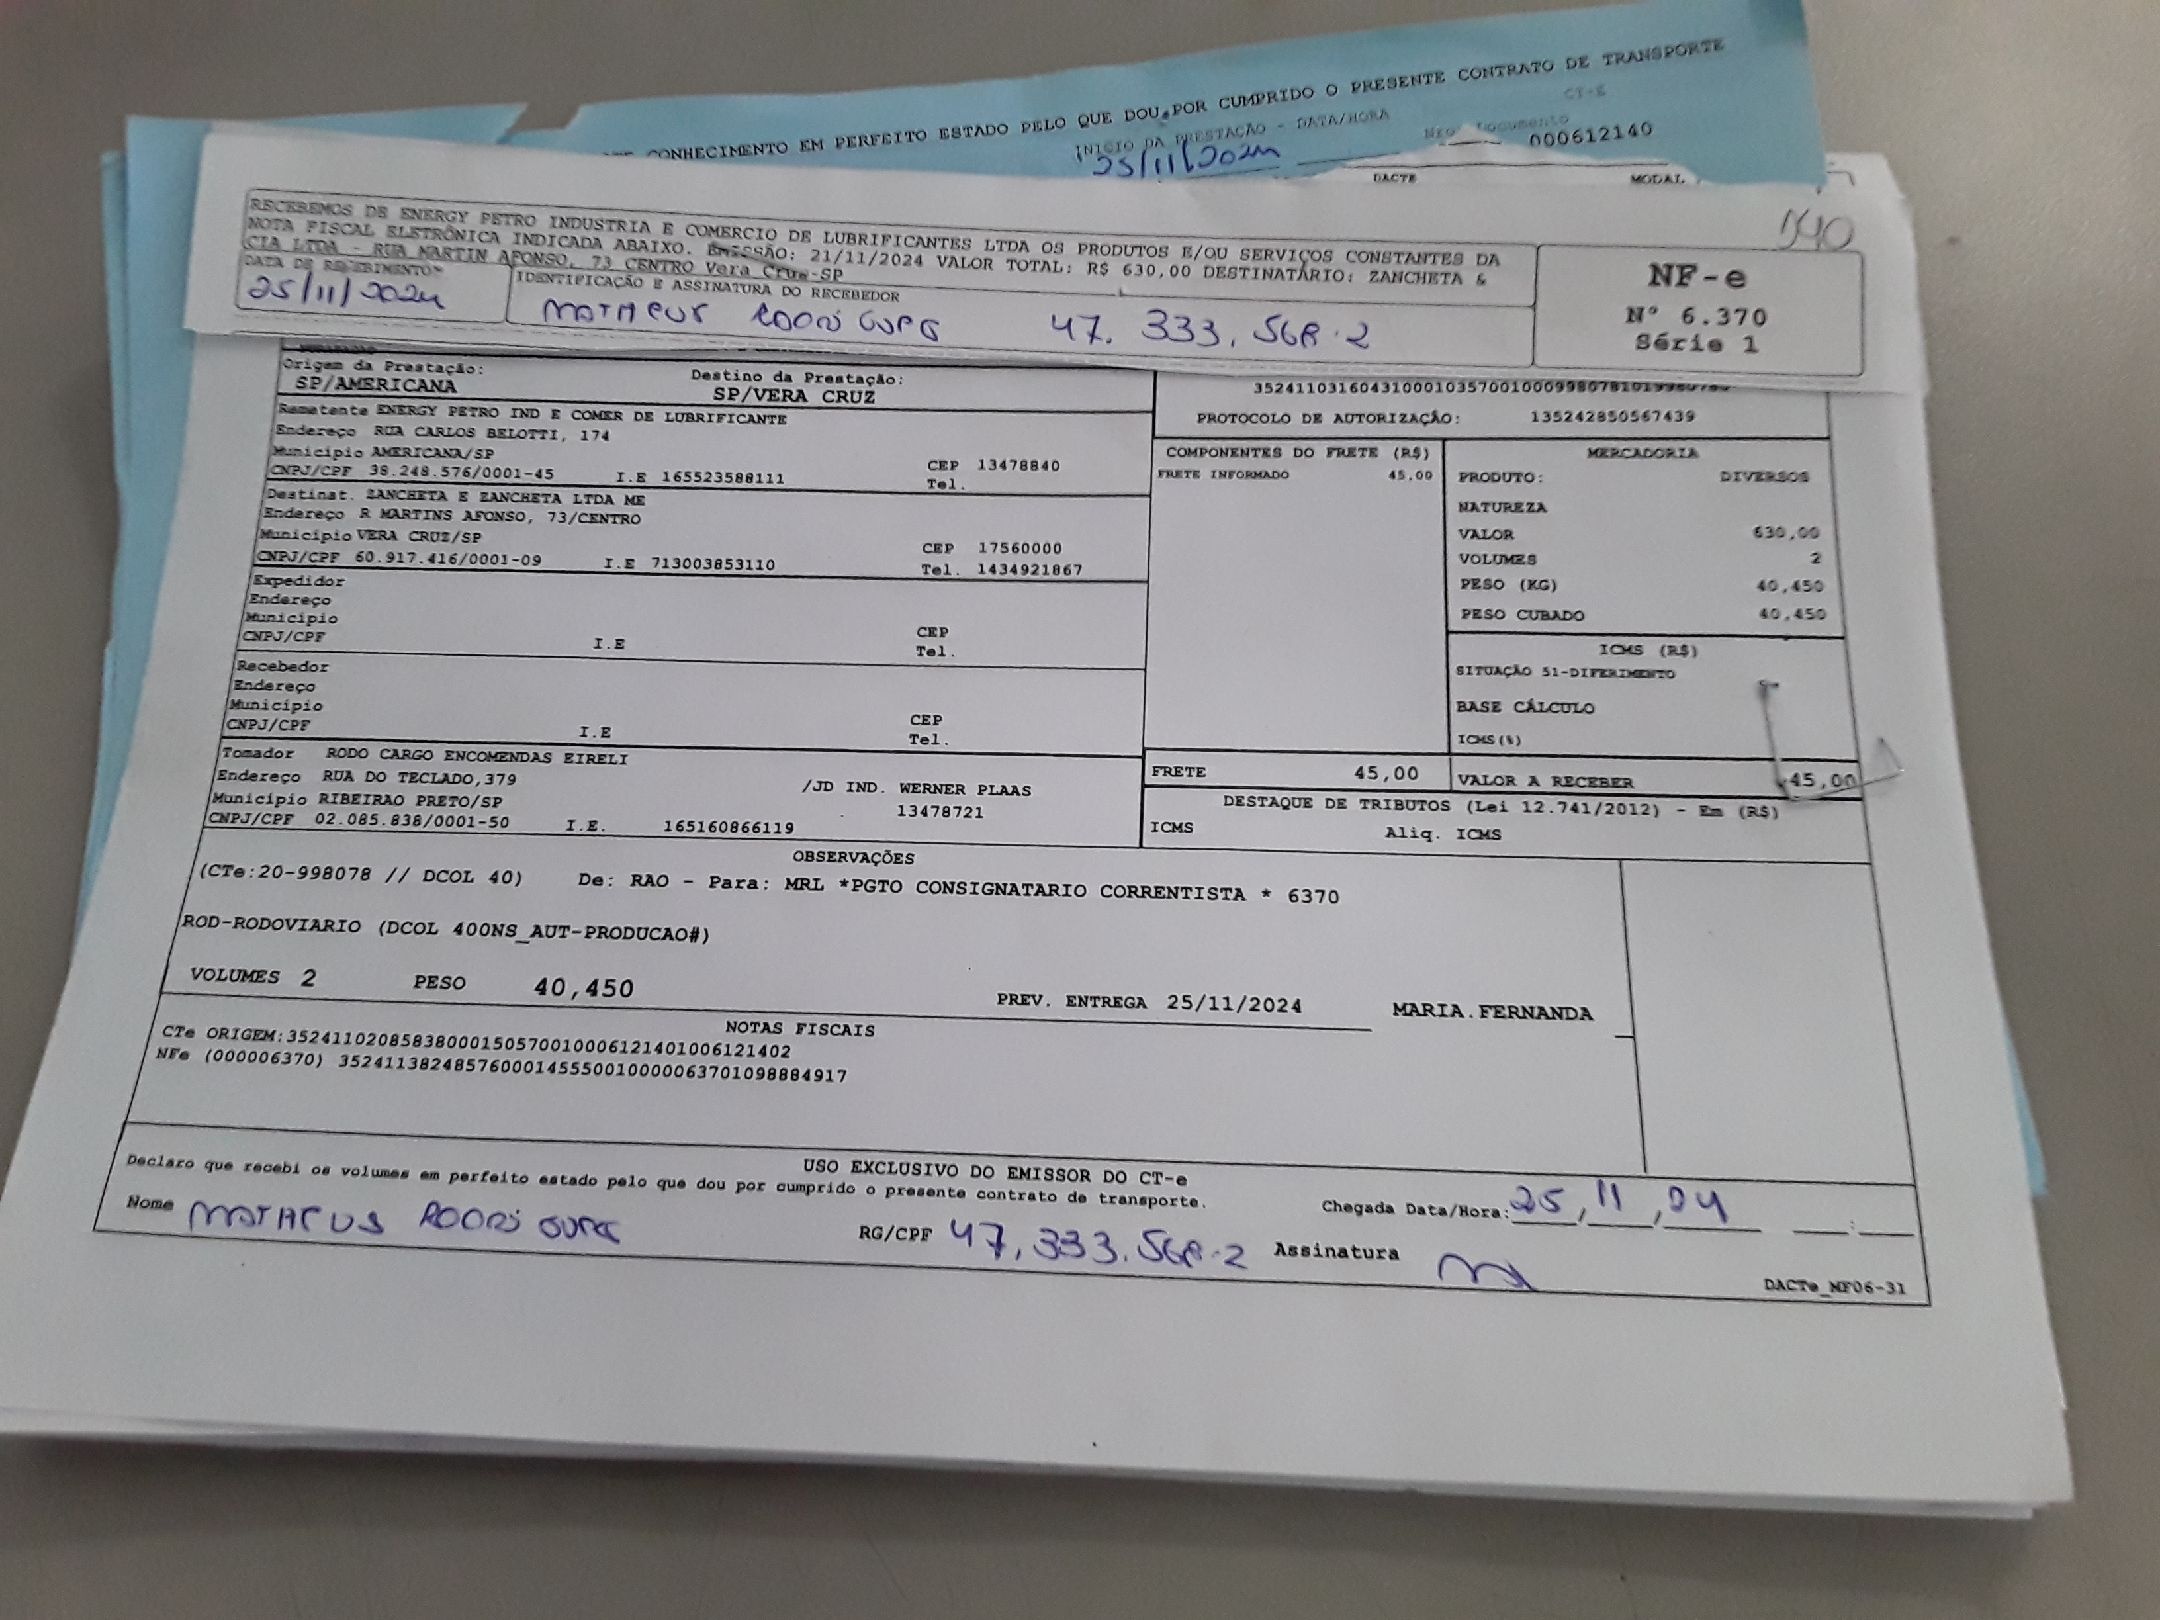 CONHECIMENTO EM PERFEITO ESTADO PELO QUE DOU POR CUMPRIDO O PRESENTE CONTRATO DE TRANSPORTE
CT-E
INICIO DA PRESTAÇÃO - DATA/HORA
Nro. Documento
25/11/2024
000612140
DACTE
MODAL
140
RECEBEMOS DE ENERGY PETRO INDUSTRIA E COMERCIO DE LUBRIFICANTES LTDA OS PRODUTOS E/OU SERVIÇOS CONSTANTES DA
NOTA FISCAL ELETRÔNICA INDICADA ABAIXO. EMISSÃO: 21/11/2024 VALOR TOTAL: R$ 630,00 DESTINATÁRIO: ZANCHETA &
CIA LTDA - RUA MARTIN AFONSO, 73 CENTRO Vera Cruz-SP
DATA DE RECEBIMENTO
IDENTIFICAÇÃO E ASSINATURA DO RECEBEDOR
25/11/2024
MATHEUS RODRIGUES 47.333.568-2
NF-e
Nº 6.370
Série 1
Origem da Prestação:
SP/AMERICANA
Destino da Prestação:
SP/VERA CRUZ
PROTOCOLO DE AUTORIZAÇÃO: 135242850567439
Remetente ENERGY PETRO IND E COMER DE LUBRIFICANTE
Endereço RUA CARLOS BELOTTI, 174
Município AMERICANA/SP
CEP 13478840
CNPJ/CPF 38.248.576/0001-45 I.E 165523588111 Tel.
Destinat. ZANCHETA E ZANCHETA LTDA ME
Endereço R MARTINS AFONSO, 73/CENTRO
Município VERA CRUZ/SP
CEP 17560000
CNPJ/CPF 60.917.416/0001-09 I.E 713003853110 Tel. 1434921867
Expedidor
Endereço
Município
CEP
CNPJ/CPF I.E Tel.
Recebedor
Endereço
Município
CEP
CNPJ/CPF I.E Tel.
Tomador RODO CARGO ENCOMENDAS EIRELI
Endereço RUA DO TECLADO,379 /JD IND. WERNER PLAAS
Município RIBEIRAO PRETO/SP 13478721
CNPJ/CPF 02.085.838/0001-50 I.E. 165160866119
COMPONENTES DO FRETE (R$)
FRETE INFORMADO 45,00
MERCADORIA
PRODUTO: DIVERSOS
NATUREZA
VALOR 630,00
VOLUMES 2
PESO (KG) 40,450
PESO CUBADO 40,450
ICMS (R$)
SITUAÇÃO 51-DIFERIMENTO
BASE CÁLCULO
ICMS(%)
FRETE 45,00
VALOR A RECEBER 45,00
DESTAQUE DE TRIBUTOS (Lei 12.741/2012) - Em (R$)
ICMS Aliq. ICMS
OBSERVAÇÕES
(CTe:20-998078 // DCOL 40) De: RAO - Para: MRL *PGTO CONSIGNATARIO CORRENTISTA * 6370
ROD-RODOVIARIO (DCOL 400NS_AUT-PRODUCAO#)
VOLUMES 2 PESO 40,450 PREV. ENTREGA 25/11/2024 MARIA.FERNANDA
NOTAS FISCAIS
CTe ORIGEM:35241102085838000150570010006121401006121402
NFe (000006370) 35241138248576000145550010000063701098884917
USO EXCLUSIVO DO EMISSOR DO CT-e
Declaro que recebi os volumes em perfeito estado pelo que dou por cumprido o presente contrato de transporte.
Chegada Data/Hora: 25/11/24
Nome MATHEUS RODRIGUES RG/CPF 47.333.568-2 Assinatura
DACTe_MF06-31